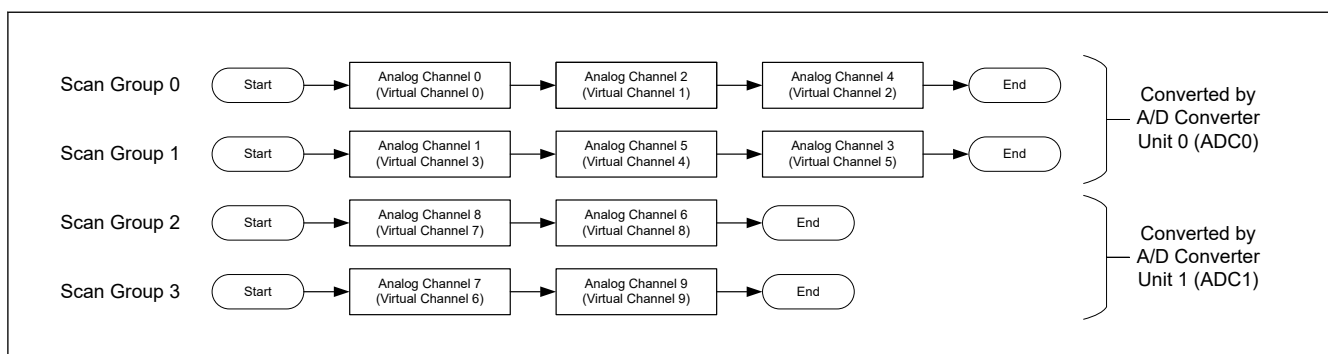 Scan Group 0
Start
Analog Channel 0
(Virtual Channel 0)
Analog Channel 2
(Virtual Channel 1)
Analog Channel 4
(Virtual Channel 2)
End
Scan Group 1
Start
Analog Channel 1
(Virtual Channel 3)
Analog Channel 5
(Virtual Channel 4)
Analog Channel 3
(Virtual Channel 5)
End
Converted by
A/D Converter
Unit 0 (ADC0)
Scan Group 2
Start
Analog Channel 8
(Virtual Channel 7)
Analog Channel 6
(Virtual Channel 8)
End
Scan Group 3
Start
Analog Channel 7
(Virtual Channel 6)
Analog Channel 9
(Virtual Channel 9)
End
Converted by
A/D Converter
Unit 1 (ADC1)